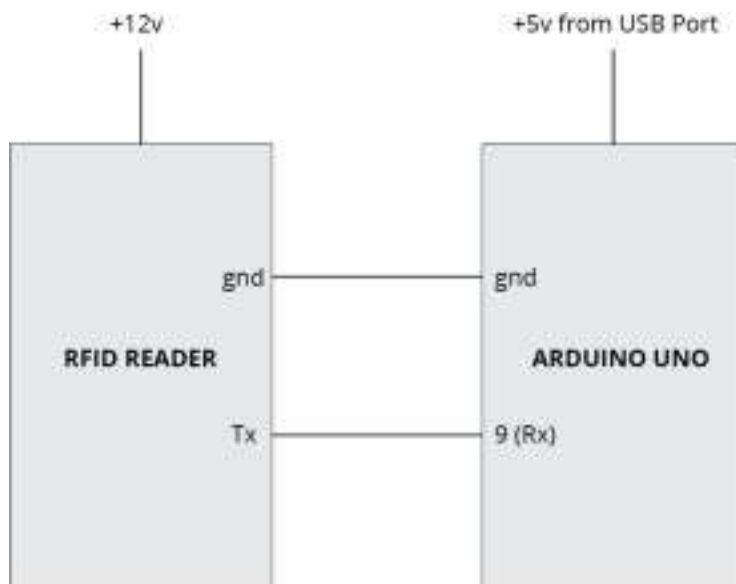 +12v
+5v from USB Port
gnd
gnd
RFID READER
ARDUINO UNO
Tx
9 (Rx)